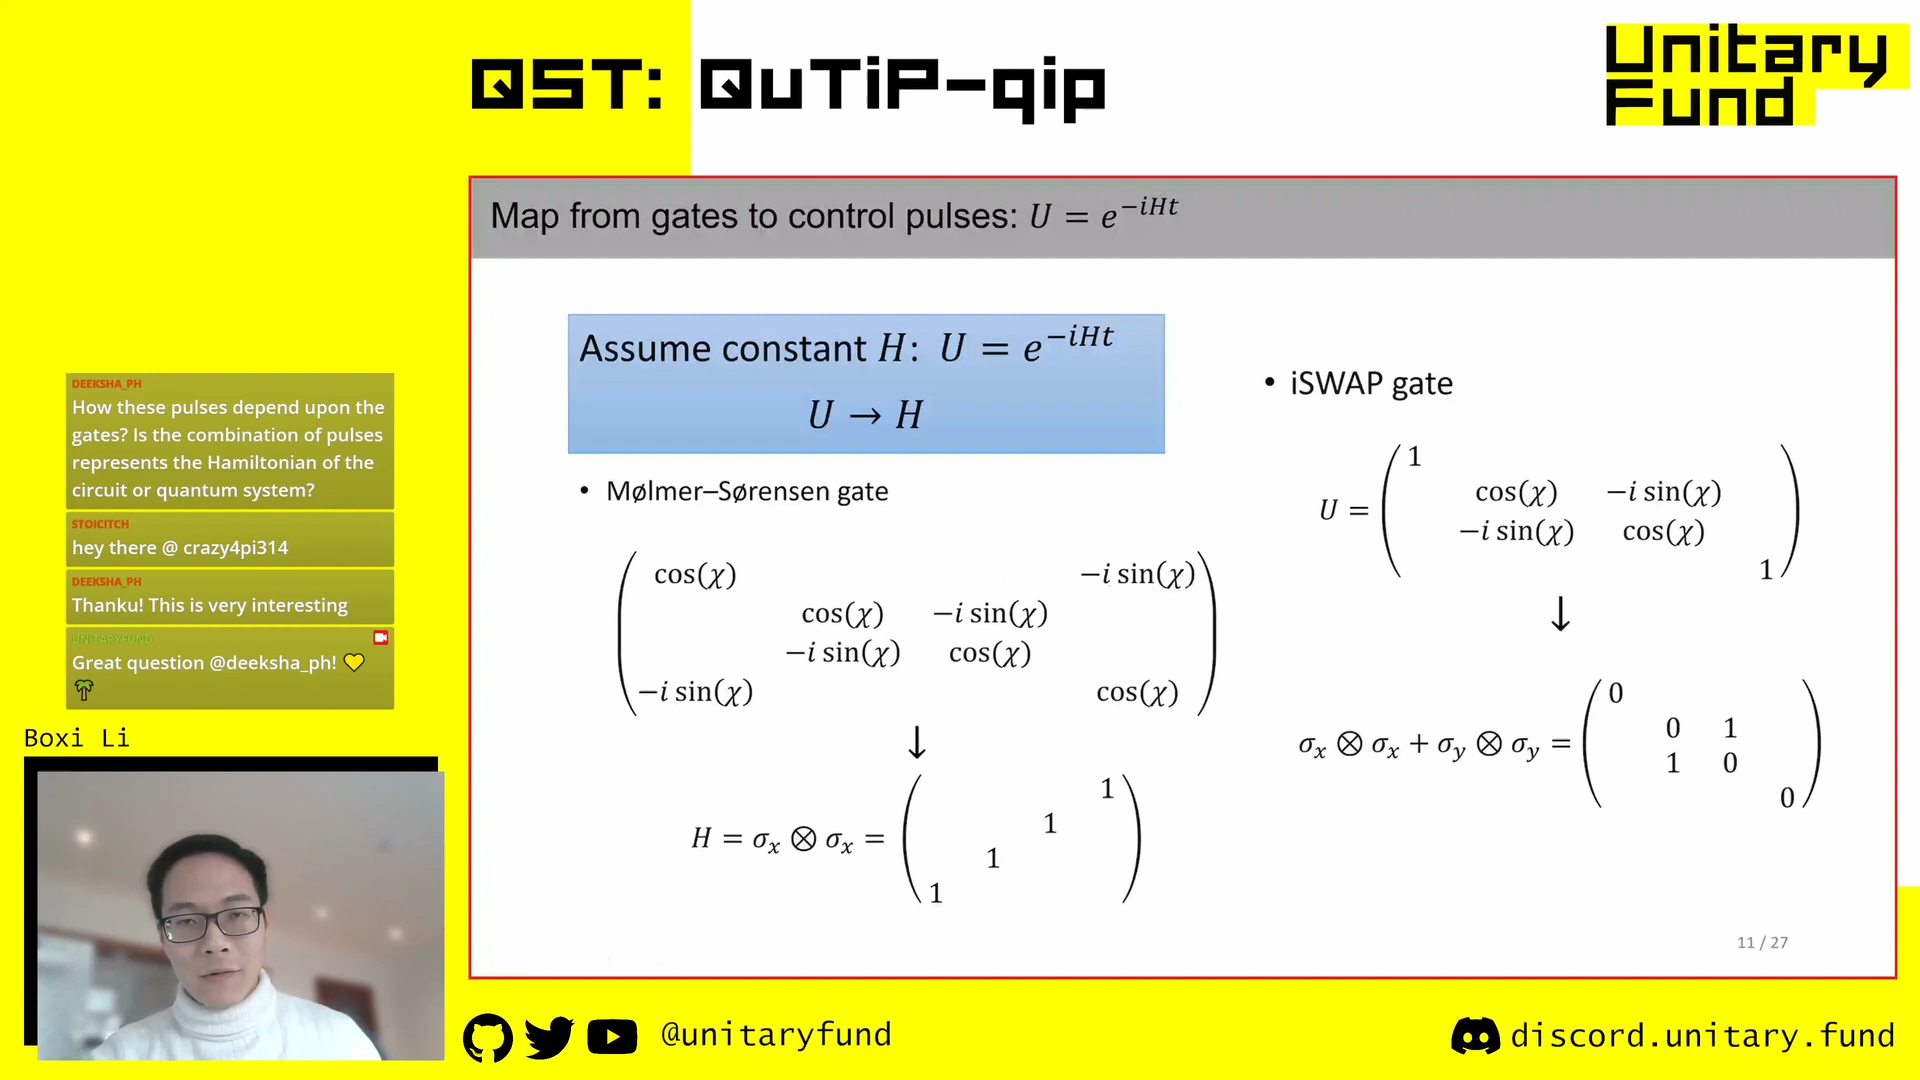 QST: QuTiP-qip
Unitary
Fund
Map from gates to control pulses: U = e^{-iHt}
Assume constant H: U = e^{-iHt}
U → H
• Mølmer–Sørensen gate
cos(χ) −i sin(χ)
cos(χ) −i sin(χ)
−i sin(χ) cos(χ)
−i sin(χ) cos(χ)
↓
H = σₓ ⊗ σₓ =
1
1
1
1
• iSWAP gate
U =
1
cos(χ) −i sin(χ)
−i sin(χ) cos(χ)
1
↓
σₓ ⊗ σₓ + σ_y ⊗ σ_y =
0
0 1
1 0
0
11 / 27
DEEKSHA_PH
How these pulses depend upon the
gates? Is the combination of pulses
represents the Hamiltonian of the
circuit or quantum system?
STOICITCH
hey there @ crazy4pi314
DEEKSHA_PH
Thanku! This is very interesting
UNITARYFUND
Great question @deeksha_ph! 💛
🌴
Boxi Li
@unitaryfund
discord.unitary.fund